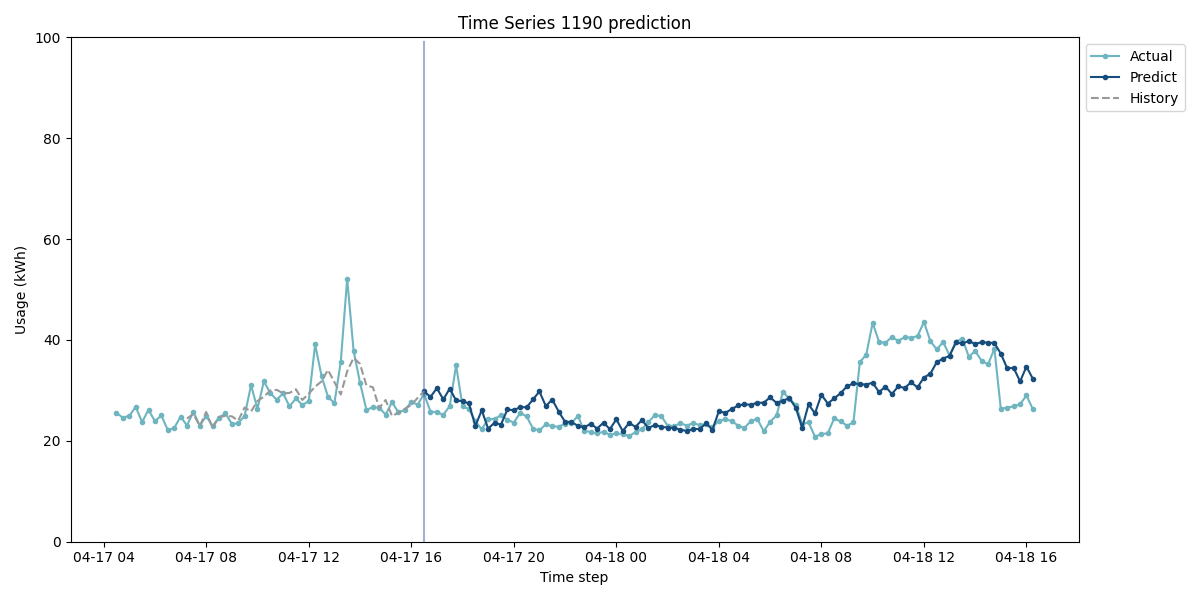 Time Series 1190 prediction
Usage (kWh)
100
80
60
40
20
0
04-17 04
04-17 08
04-17 12
04-17 16
04-17 20
04-18 00
04-18 04
04-18 08
04-18 12
04-18 16
Time step
Actual
Predict
History